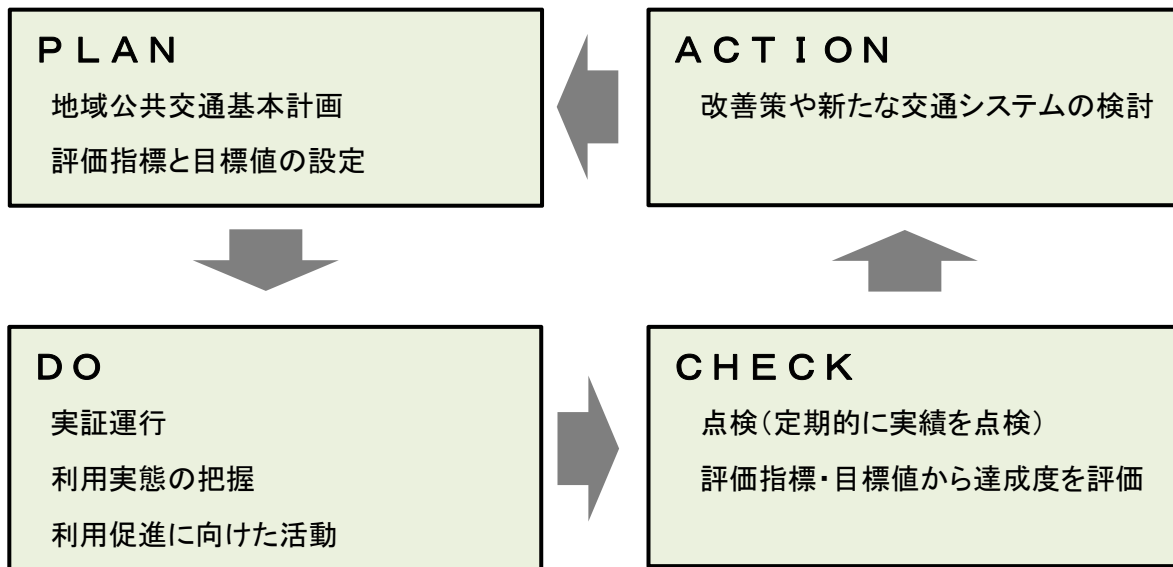 ＰＬＡＮ
地域公共交通基本計画
評価指標と目標値の設定
ＡＣＴＩＯＮ
改善策や新たな交通システムの検討
ＤＯ
実証運行
利用実態の把握
利用促進に向けた活動
ＣＨＥＣＫ
点検（定期的に実績を点検）
評価指標・目標値から達成度を評価